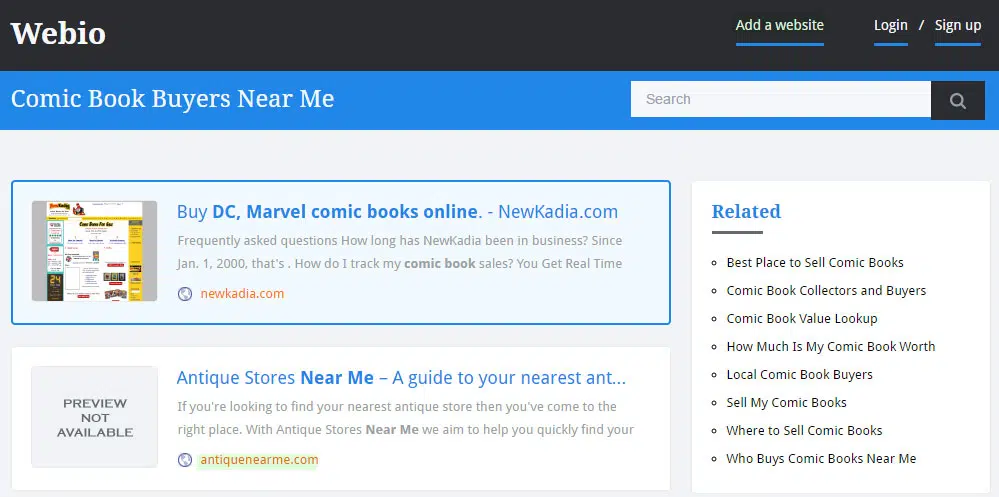 Webio
Add a website
Login / Sign up
Comic Book Buyers Near Me
Search
Buy DC, Marvel comic books online. - NewKadia.com
Frequently asked questions How long has NewKadia been in business? Since
Jan. 1, 2000, that's . How do I track my comic book sales? You Get Real Time
newkadia.com
Antique Stores Near Me – A guide to your nearest ant...
PREVIEW
NOT
AVAILABLE
If you're looking to find your nearest antique store then you've come to the
right place. With Antique Stores Near Me we aim to help you quickly find your
antiquenearme.com
Related
Best Place to Sell Comic Books
Comic Book Collectors and Buyers
Comic Book Value Lookup
How Much Is My Comic Book Worth
Local Comic Book Buyers
Sell My Comic Books
Where to Sell Comic Books
Who Buys Comic Books Near Me